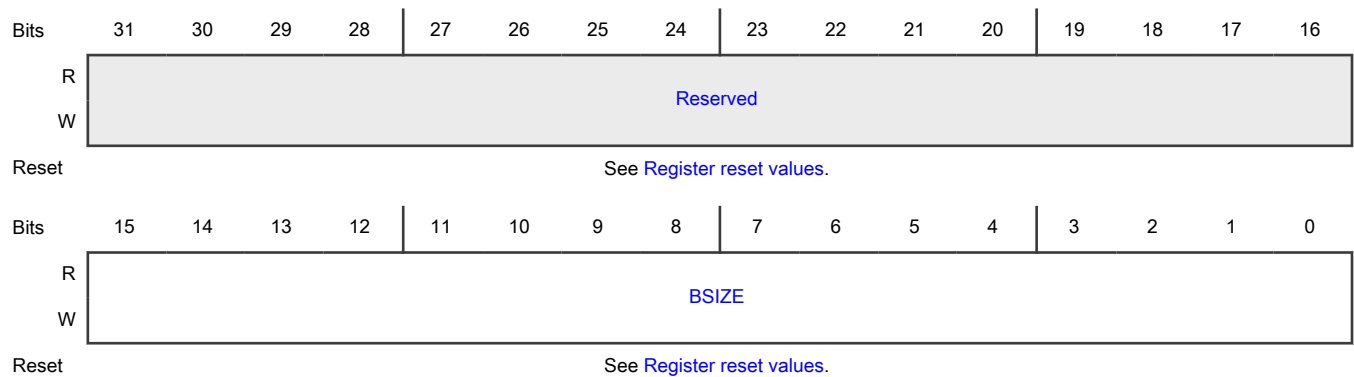 Bits 31 30 29 28 27 26 25 24 23 22 21 20 19 18 17 16
R
Reserved
W
Reset See Register reset values.
Bits 15 14 13 12 11 10 9 8 7 6 5 4 3 2 1 0
R
BSIZE
W
Reset See Register reset values.